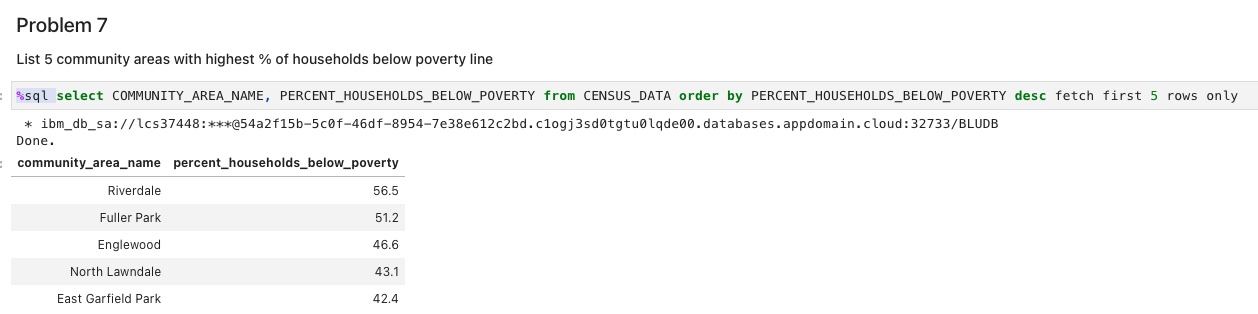 Problem 7
List 5 community areas with highest % of households below poverty line
%sql select COMMUNITY_AREA_NAME, PERCENT_HOUSEHOLDS_BELOW_POVERTY from CENSUS_DATA order by PERCENT_HOUSEHOLDS_BELOW_POVERTY desc fetch first 5 rows only
* ibm_db_sa://lcs37448:***@54a2f15b-5c0f-46df-8954-7e38e612c2bd.c1ogj3sd0tgtu0lqde00.databases.appdomain.cloud:32733/BLUDB
Done.
community_area_name percent_households_below_poverty
Riverdale 56.5
Fuller Park 51.2
Englewood 46.6
North Lawndale 43.1
East Garfield Park 42.4